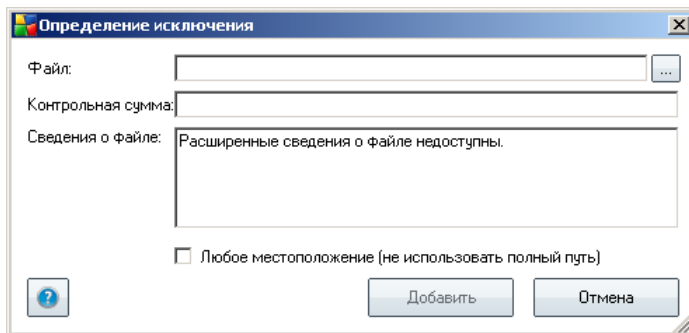 Определение исключения
Файл:
...
Контрольная сумма:
Сведения о файле:
Расширенные сведения о файле недоступны.
Любое местоположение (не использовать полный путь)
?
Добавить
Отмена